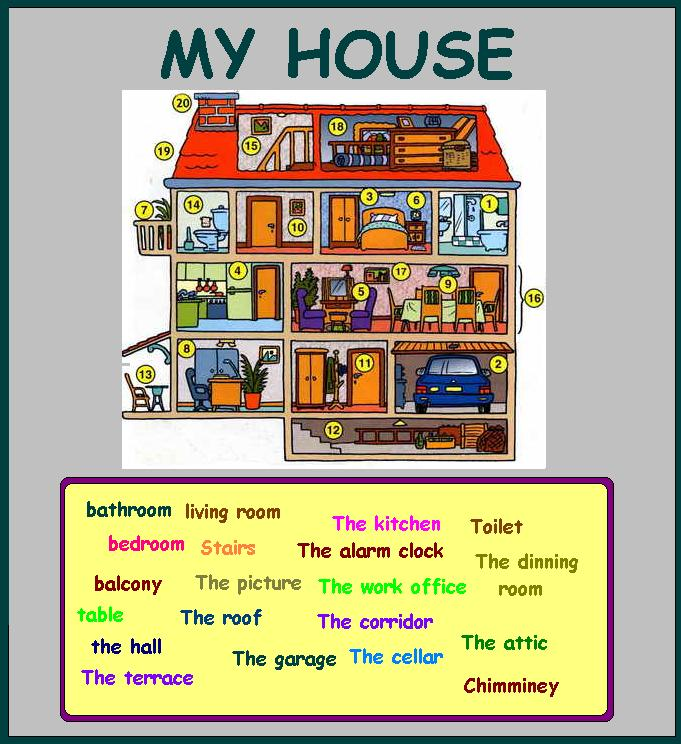 MY HOUSE
20
19
15
18
7
14
10
3
6
1
4
5
17
9
16
13
8
11
2
12
bathroom living room
The kitchen Toilet
bedroom Stairs The alarm clock
The dinning
room
balcony The picture The work office
table The roof The corridor
the hall The garage The cellar The attic
The terrace Chimminey